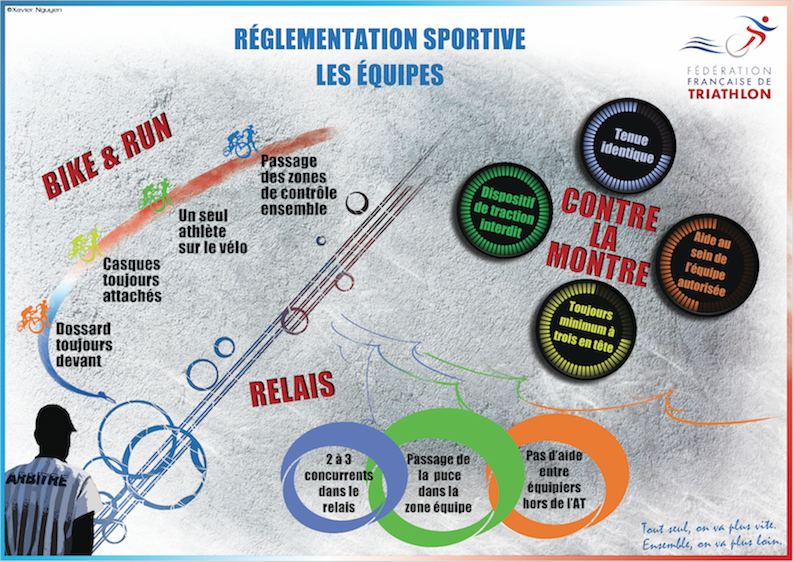 ©Xavier Nguyen
RÉGLEMENTATION SPORTIVE
LES ÉQUIPES
FÉDÉRATION
FRANÇAISE DE
TRIATHLON
BIKE & RUN
Passage
des zones
de contrôle
ensemble
Un seul
athlète
sur le vélo
Casques
toujours
attachés
Dossard
toujours
devant
CONTRE
LA
MONTRE
Tenue
identique
Dispositif
de traction
interdit
Aide au
sein de
l'équipe
autorisée
Toujours
minimum à
trois en tête
RELAIS
2 à 3
concurrents
dans le
relais
Passage de
la puce
dans la
zone équipe
Pas d'aide
entre
équipiers
hors de l'AT
ARBITRE
Tout seul, on va plus vite.
Ensemble, on va plus loin.